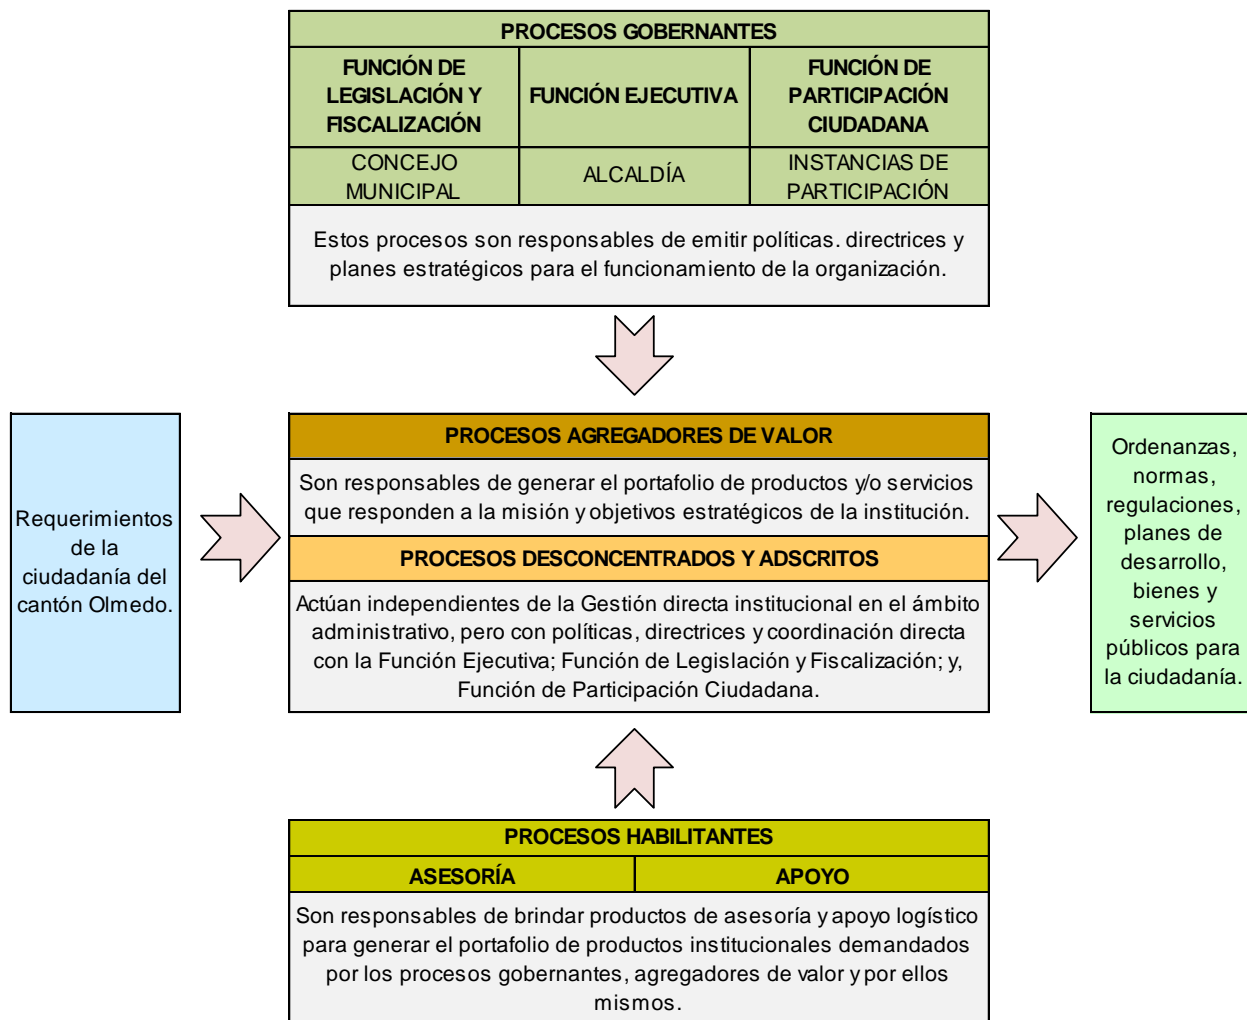 PROCESOS GOBERNANTES
FUNCIÓN DE
LEGISLACIÓN Y
FISCALIZACIÓN
FUNCIÓN EJECUTIVA
FUNCIÓN DE
PARTICIPACIÓN
CIUDADANA
CONCEJO
MUNICIPAL
ALCALDÍA
INSTANCIAS DE
PARTICIPACIÓN
Estos procesos son responsables de emitir políticas. directrices y
planes estratégicos para el funcionamiento de la organización.
Requerimientos
de la
ciudadanía del
cantón Olmedo.
PROCESOS AGREGADORES DE VALOR
Son responsables de generar el portafolio de productos y/o servicios
que responden a la misión y objetivos estratégicos de la institución.
PROCESOS DESCONCENTRADOS Y ADSCRITOS
Actúan independientes de la Gestión directa institucional en el ámbito
administrativo, pero con políticas, directrices y coordinación directa
con la Función Ejecutiva; Función de Legislación y Fiscalización; y,
Función de Participación Ciudadana.
Ordenanzas,
normas,
regulaciones,
planes de
desarrollo,
bienes y
servicios
públicos para
la ciudadanía.
PROCESOS HABILITANTES
ASESORÍA
APOYO
Son responsables de brindar productos de asesoría y apoyo logístico
para generar el portafolio de productos institucionales demandados
por los procesos gobernantes, agregadores de valor y por ellos
mismos.